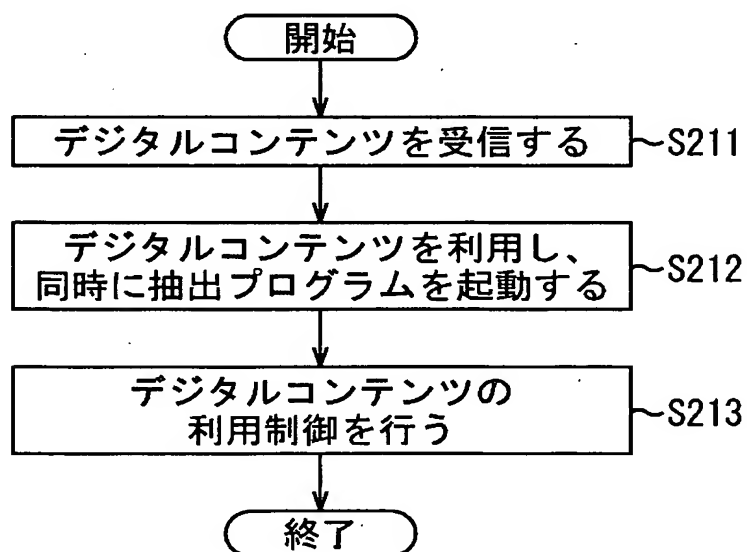 開始
デジタルコンテンツを受信する ~S211
デジタルコンテンツを利用し、
同時に抽出プログラムを起動する ~S212
デジタルコンテンツの
利用制御を行う ~S213
終了